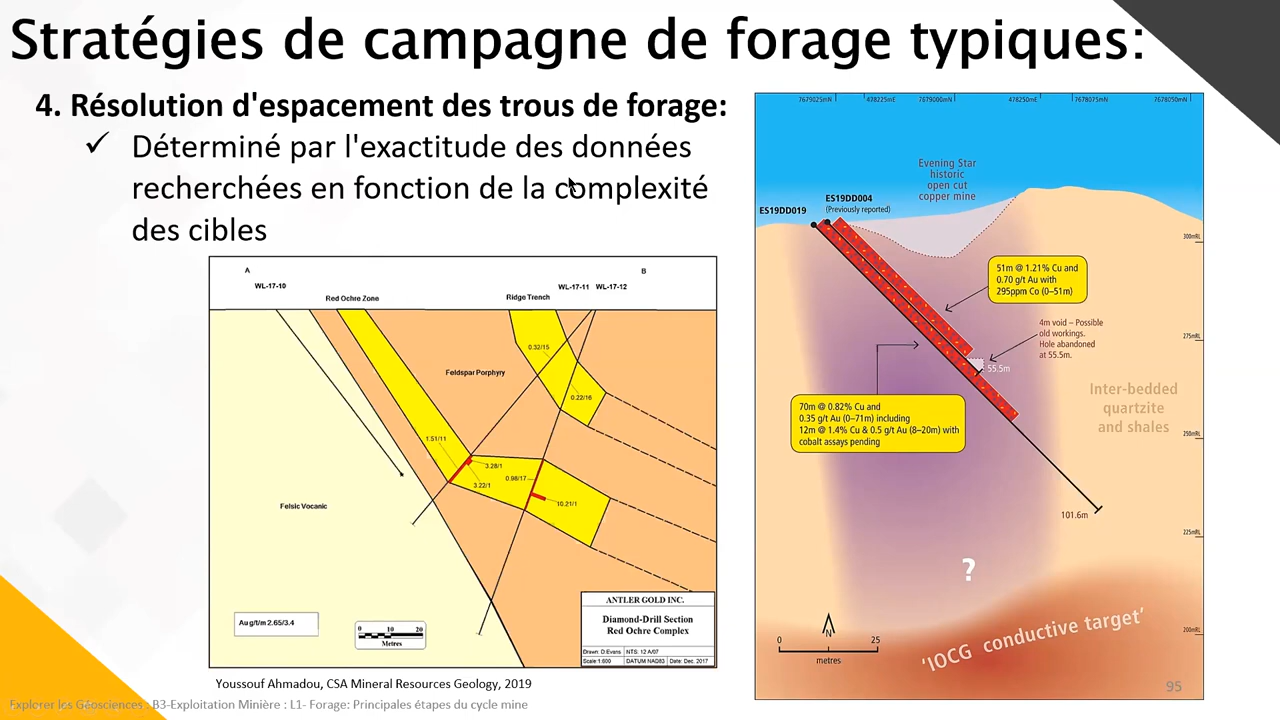 Stratégies de campagne de forage typiques:
4. Résolution d'espacement des trous de forage:
✓ Déterminé par l'exactitude des données
recherchées en fonction de la complexité
des cibles
A
B
WL-17-10
WL-17-11
WL-17-12
Red Ochre Zone
Ridge Trench
0.32/15
Feldspar Porphyry
0.22/16
1.51/11
3.28/1
3.22/1
0.98/17
10.21/1
Felsic Vocanic
Au g/t/m 2.65/3.4
0 10 20
Metres
ANTLER GOLD INC.
Diamond-Drill Section
Red Ochre Complex
Drawn: D.Evans
NTS: 12 A/07
Scale:1:600
DATUM NAD83
Date: Dec. 2017
Youssouf Ahmadou, CSA Mineral Resources Geology, 2019
7679025mN
478225mE
7679000mN
478250mE
7678075mN
7678050mN
Evening Star
historic
open cut
copper mine
ES19DD004
(Previously reported)
ES19DD019
300mRL
51m @ 1.21% Cu and
0.70 g/t Au with
295ppm Co (0–51m)
4m void – Possible
old workings.
Hole abandoned
at 55.5m.
275mRL
55.5m
Inter-bedded
quartzite
and shales
70m @ 0.82% Cu and
0.35 g/t Au (0–71m) including
12m @ 1.4% Cu & 0.5 g/t Au (8–20m) with
cobalt assays pending
250mRL
101.6m
225mRL
?
'IOCG conductive target'
200mRL
N
0 25
metres
95
Explorer les Géosciences : B3-Exploitation Minière : L1- Forage: Principales étapes du cycle mine